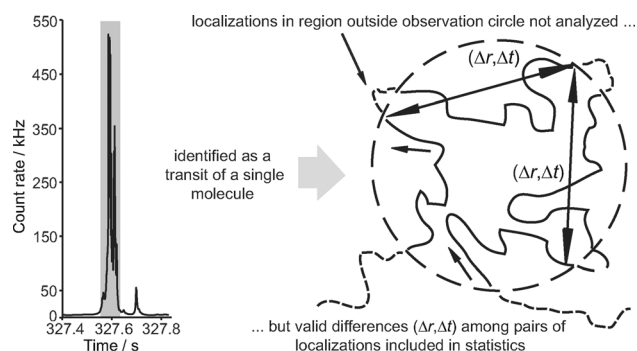 localizations in region outside observation circle not analyzed ...
550
450
350
250
150
50
0
Count rate / kHz
327.4
327.6
327.8
Time / s
identified as a
transit of a single
molecule
(Δr,Δt)
(Δr,Δt)
... but valid differences (Δr,Δt) among pairs of
localizations included in statistics